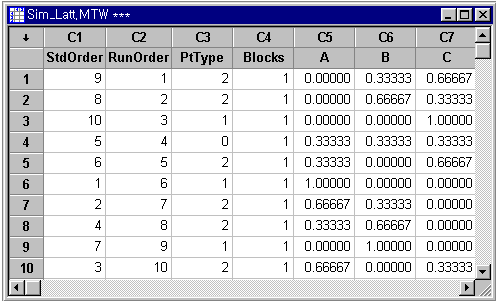 Sim_Latt.MTW ***
↓ C1 C2 C3 C4 C5 C6 C7
StdOrder RunOrder PtType Blocks A B C
1 9 1 2 1 0.00000 0.33333 0.66667
2 8 2 2 1 0.00000 0.66667 0.33333
3 10 3 1 1 0.00000 0.00000 1.00000
4 5 4 0 1 0.33333 0.33333 0.33333
5 6 5 2 1 0.33333 0.00000 0.66667
6 1 6 1 1 1.00000 0.00000 0.00000
7 2 7 2 1 0.66667 0.33333 0.00000
8 4 8 2 1 0.33333 0.66667 0.00000
9 7 9 1 1 0.00000 1.00000 0.00000
10 3 10 2 1 0.66667 0.00000 0.33333